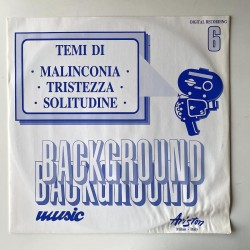 DIGITAL RECORDING
6
TEMI DI
· MALINCONIA ·
· TRISTEZZA ·
· SOLITUDINE ·
BACKGROUND
BACKGROUND
music
Ariston